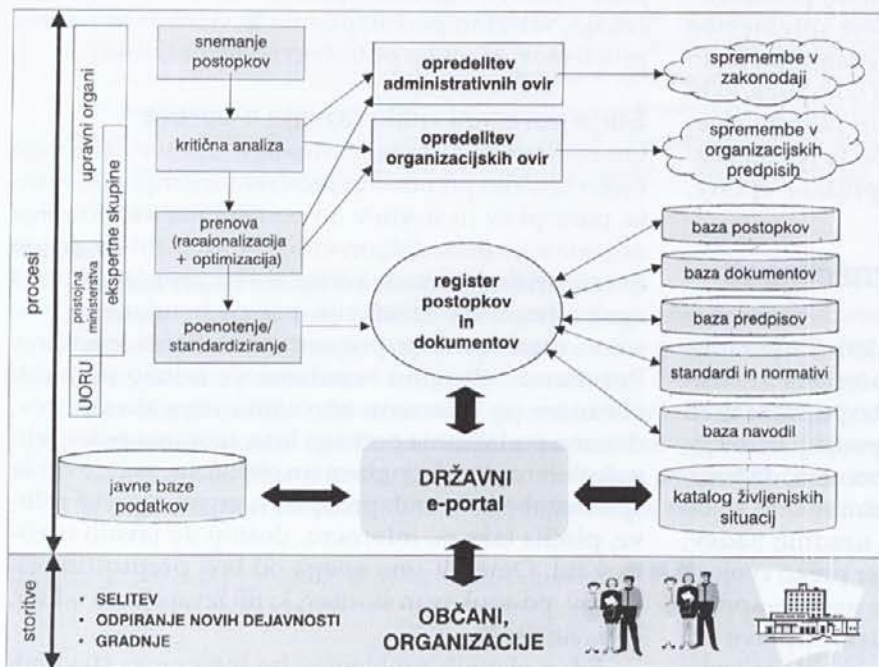 procesi
storitve
upravni organi
pristojna
ministerstva
ekspertne skupine
snemanje
postopkov
kritična analiza
prenova
(racaionalizacija
+ optimizacija)
poenotenje/
standardiziranje
opredelitev
administrativnih ovir
opredelitev
organizacijskih ovir
register
postopkov
in
dokumentov
spremembe v
zakonodaji
spremembe v
organizacijskih
predpisih
baza postopkov
baza dokumentov
baza predpisov
standardi in normativi
baza navodil
javne baze
podatkov
DRŽAVNI
e-portal
katalog življenjskih
situacij
• SELITEV
• ODPIRANJE NOVIH DEJAVNOSTI
• GRADNJE
OBČANI,
ORGANIZACIJE